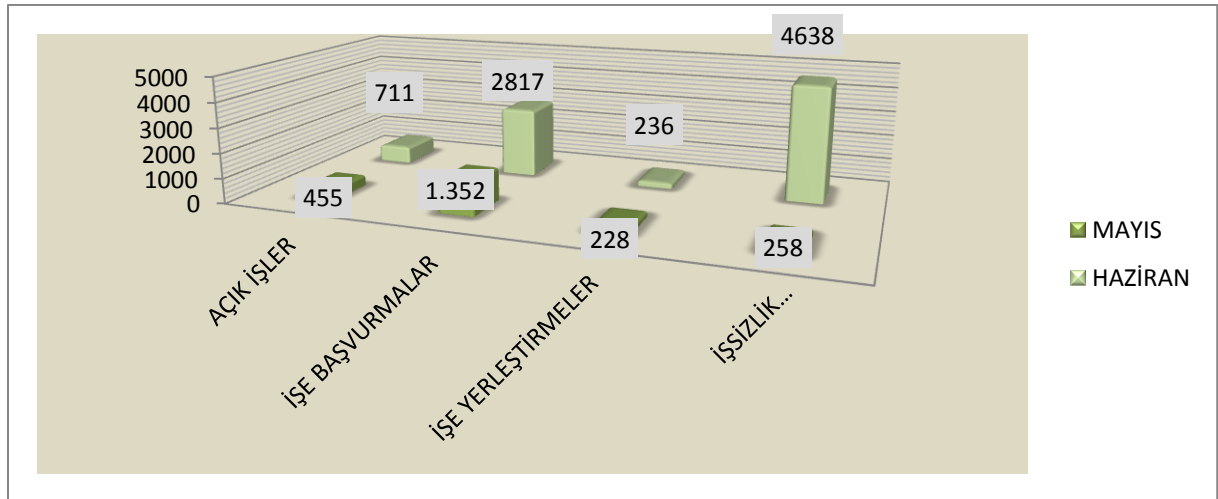 4638
5000
4000
3000
2000
1000
0
711
2817
236
455
1.352
228
258
AÇIK İŞLER
İŞE BAŞVURMALAR
İŞE YERLEŞTİRMELER
İŞSİZLİK...
MAYIS
HAZİRAN